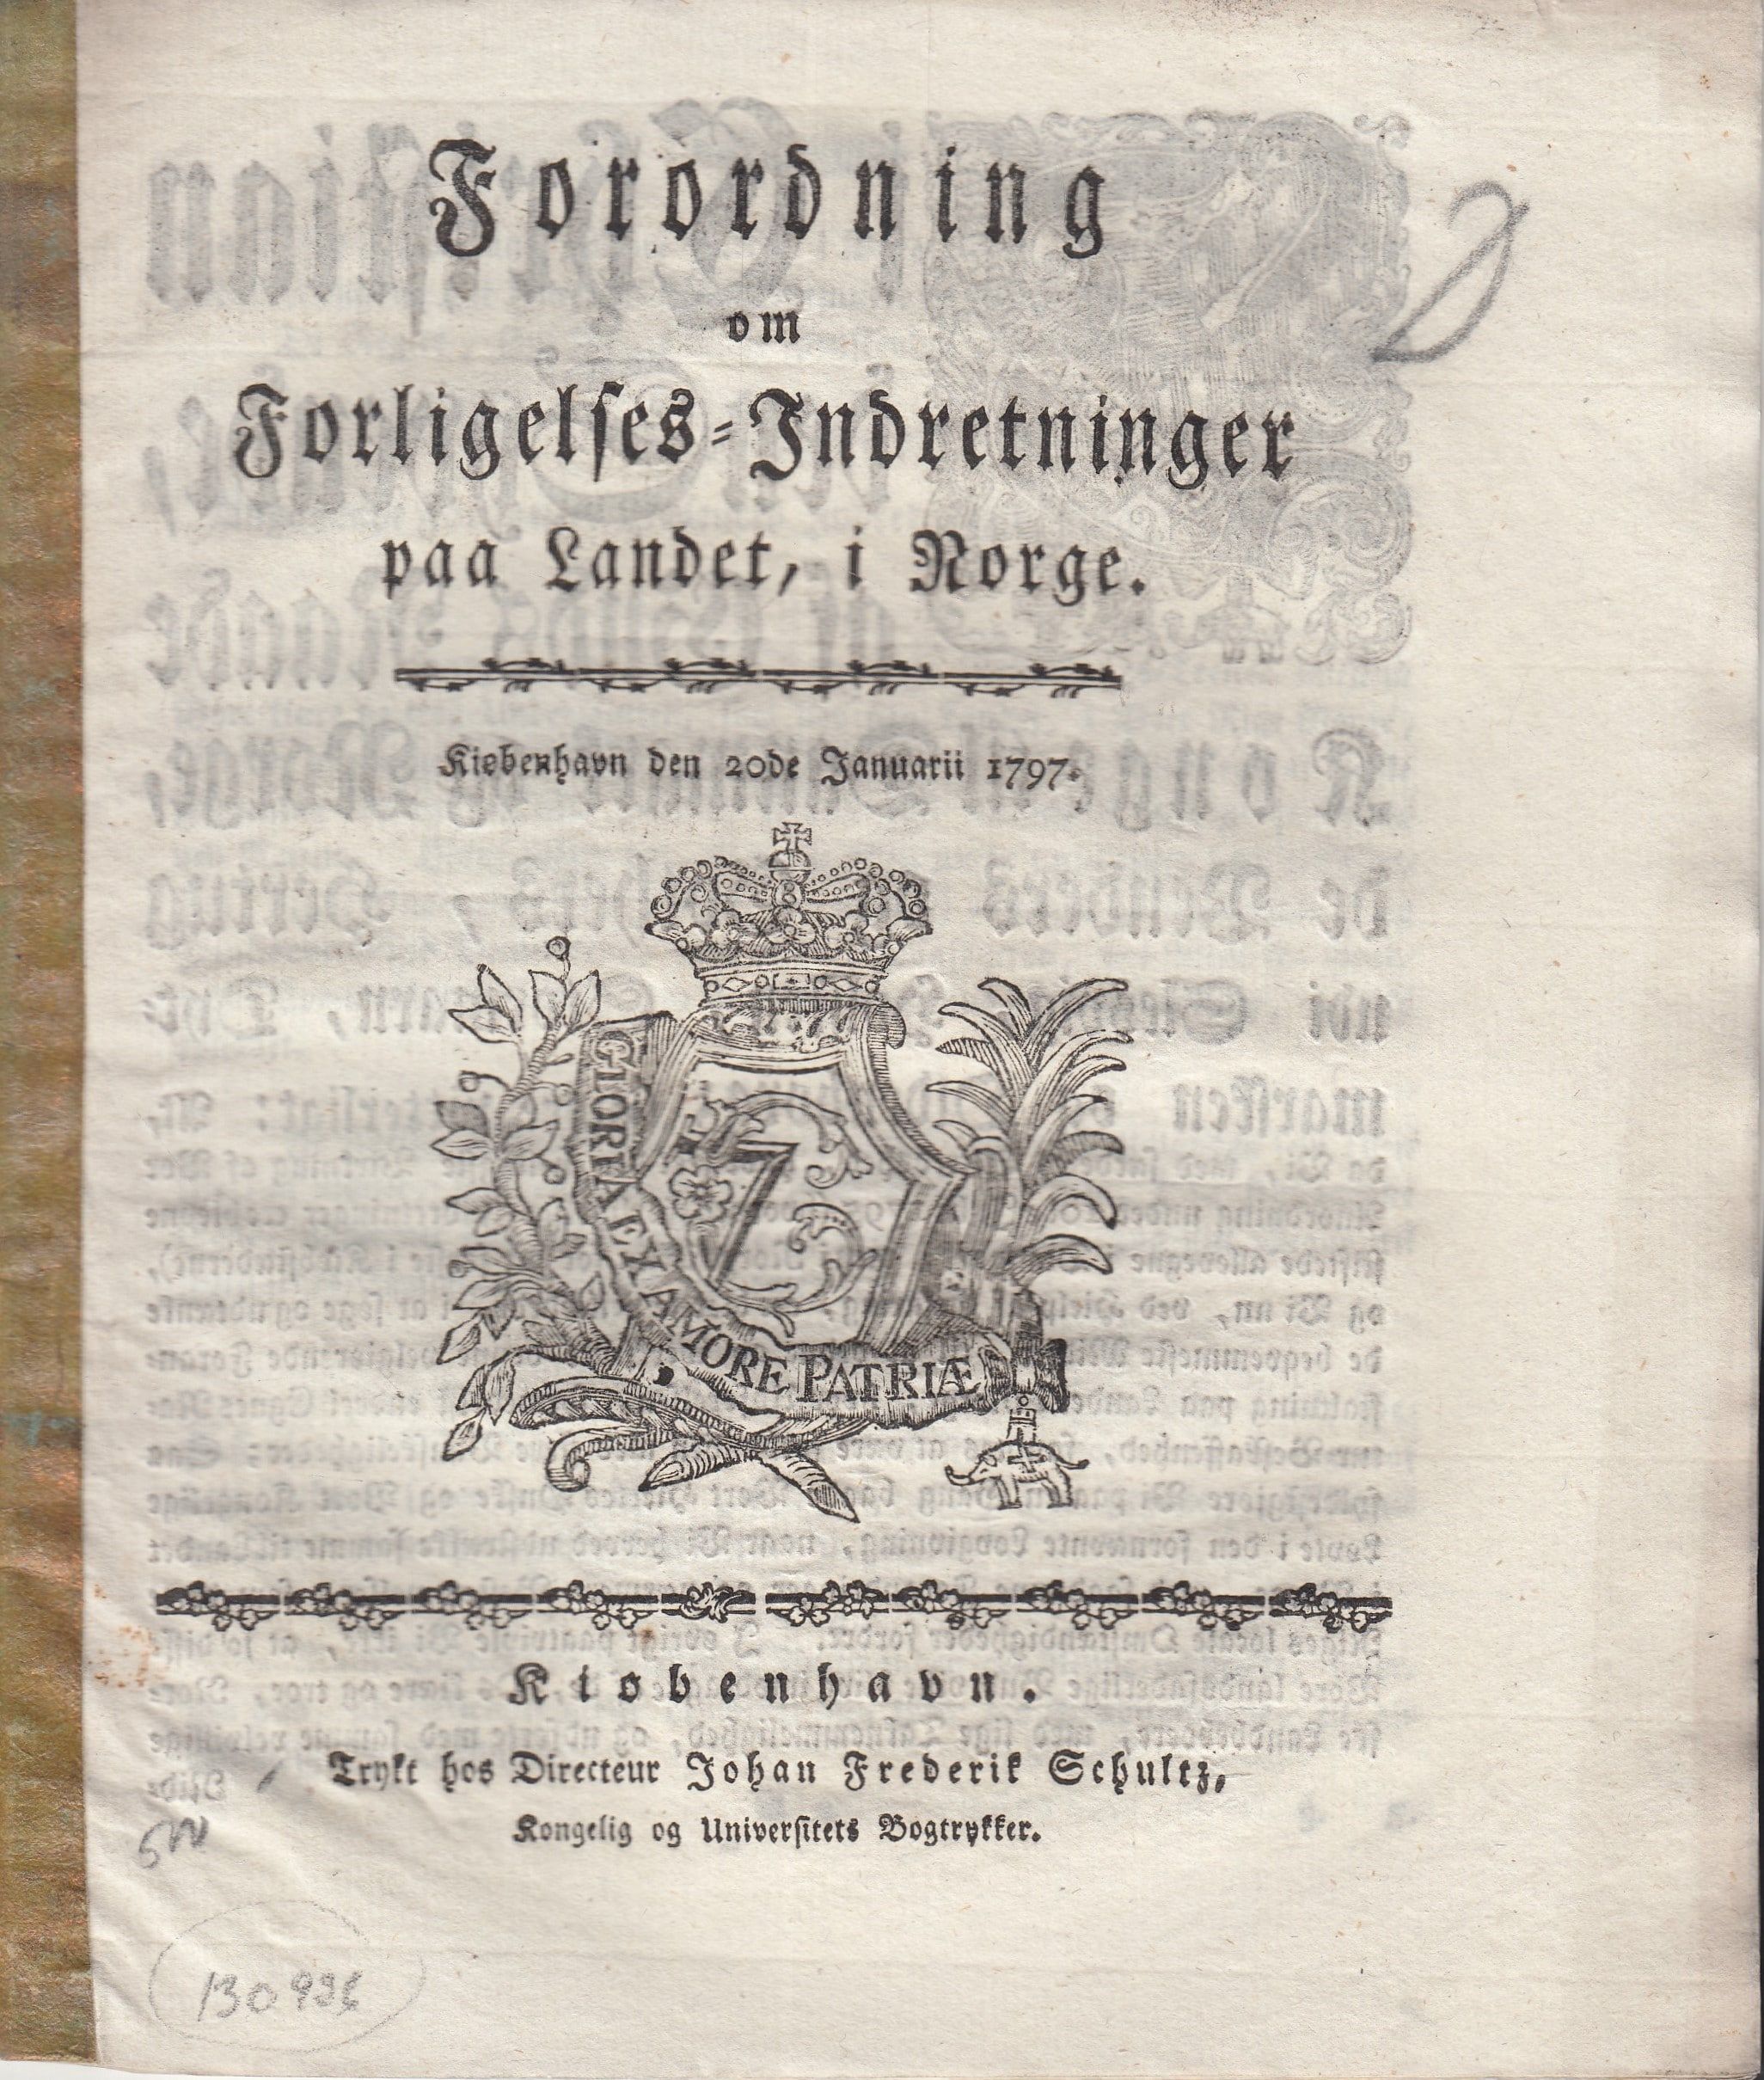 Forordning
om
Forligelses-Indretninger
paa Landet, i Norge.
Kiøbenhavn den 20de Januarii 1797.
GLORIA EX AMORE PATRIÆ
Kiøbenhavn.
Trykt hos Directeur Johan Frederik Schultz,
Kongelig og Universitets Bogtrykker.